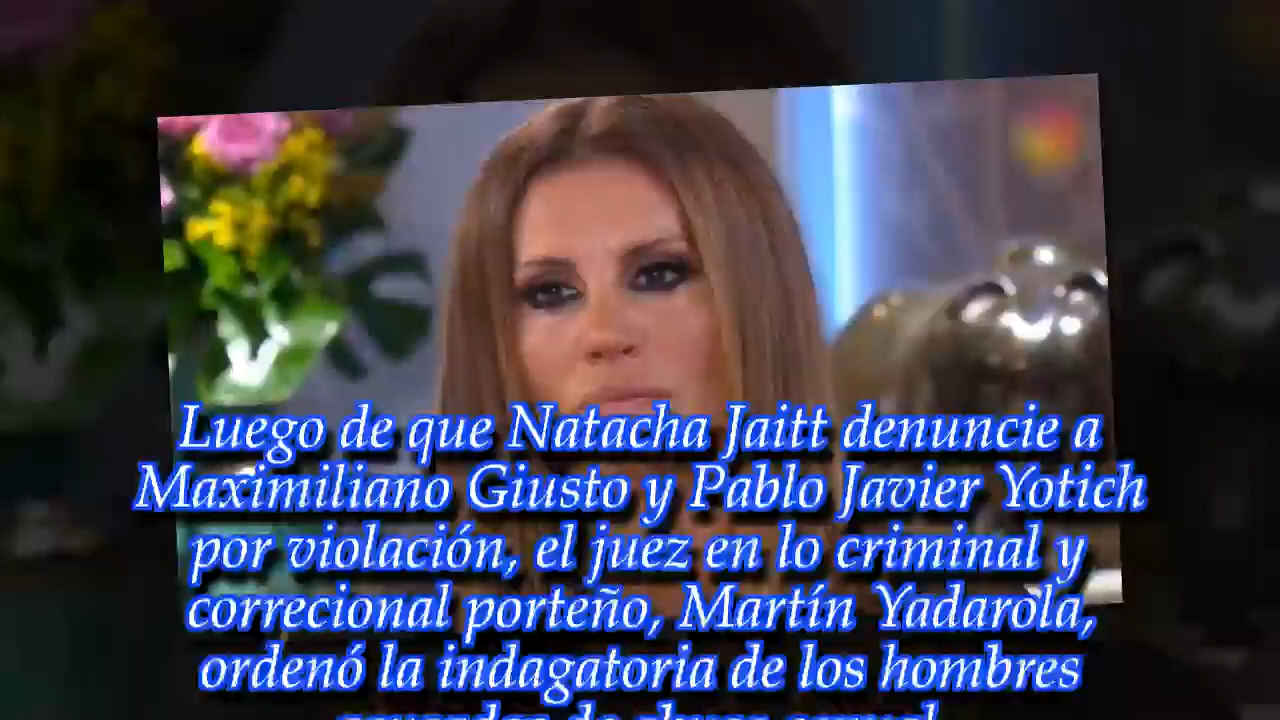 Luego de que Natacha Jaitt denuncie a
Maximiliano Giusto y Pablo Javier Yotich
por violación, el juez en lo criminal y
correcional porteño, Martín Yadarola,
ordenó la indagatoria de los hombres